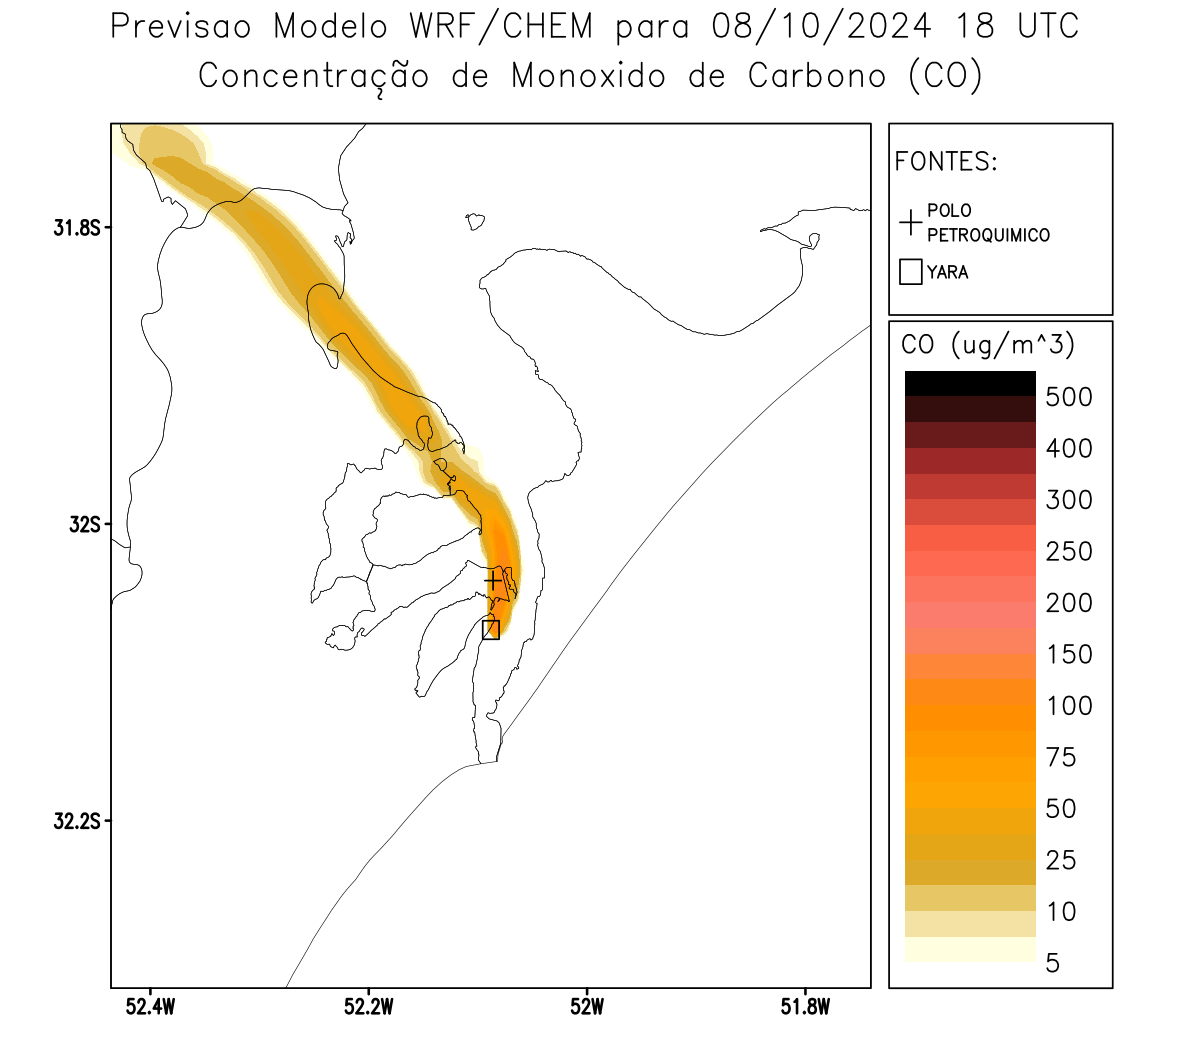 Previsao Modelo WRF/CHEM para 08/10/2024 18 UTC
Concentração de Monoxido de Carbono (CO)
FONTES:
POLO
PETROQUIMICO
YARA
CO (ug/m^3)
500
400
300
250
200
150
100
75
50
25
10
5
31.8S
32S
32.2S
52.4W
52.2W
52W
51.8W